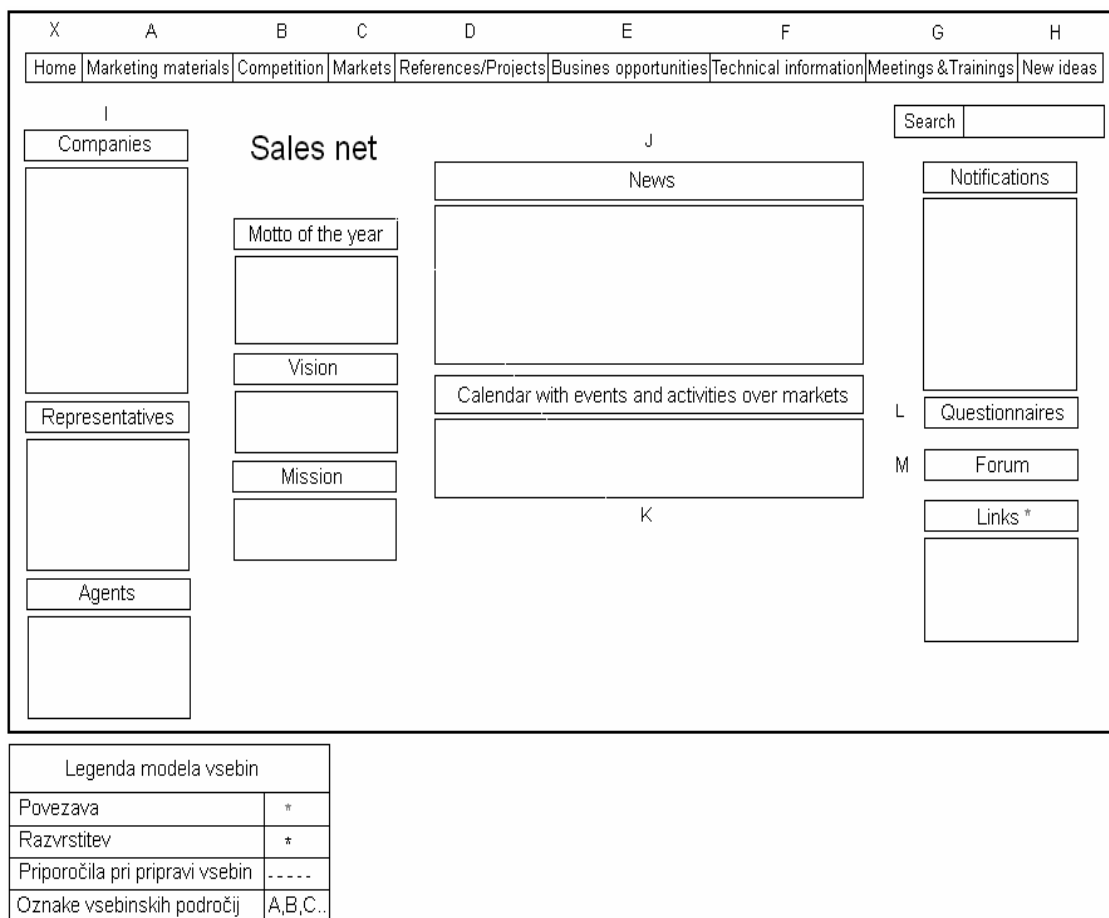 X A B C D E F G H
Home Marketing materials Competition Markets References/Projects Busines opportunities Technical information Meetings &Trainings New ideas
I
Companies
Representatives
Agents
Sales net
Motto of the year
Vision
Mission
J
News
Calendar with events and activities over markets
K
Search
Notifications
L Questionnaires
M Forum
Links *
Legenda modela vsebin
Povezava *
Razvrstitev *
Priporočila pri pripravi vsebin -----
Oznake vsebinskih področij A,B,C..